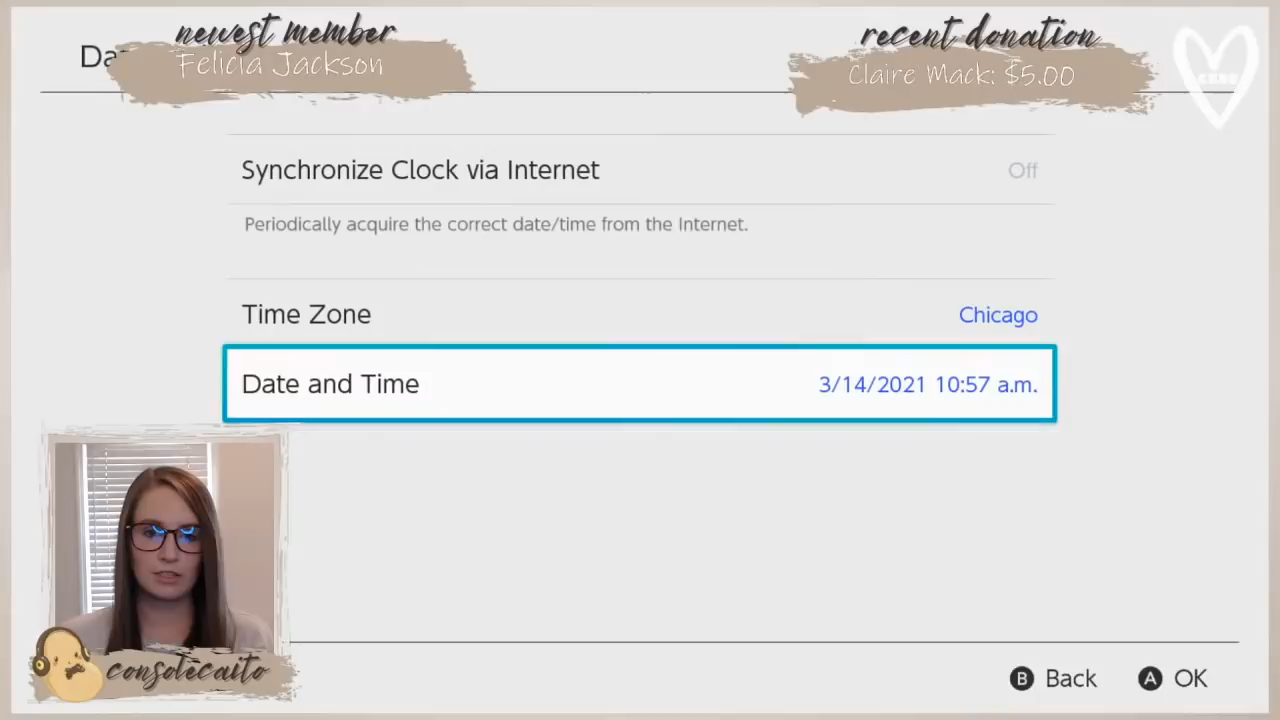 newest member
Felicia Jackson
recent donation
Claire Mack: $5.00
Da
Synchronize Clock via Internet
Off
Periodically acquire the correct date/time from the Internet.
Time Zone
Chicago
Date and Time
3/14/2021 10:57 a.m.
consolecaito
B Back
A OK